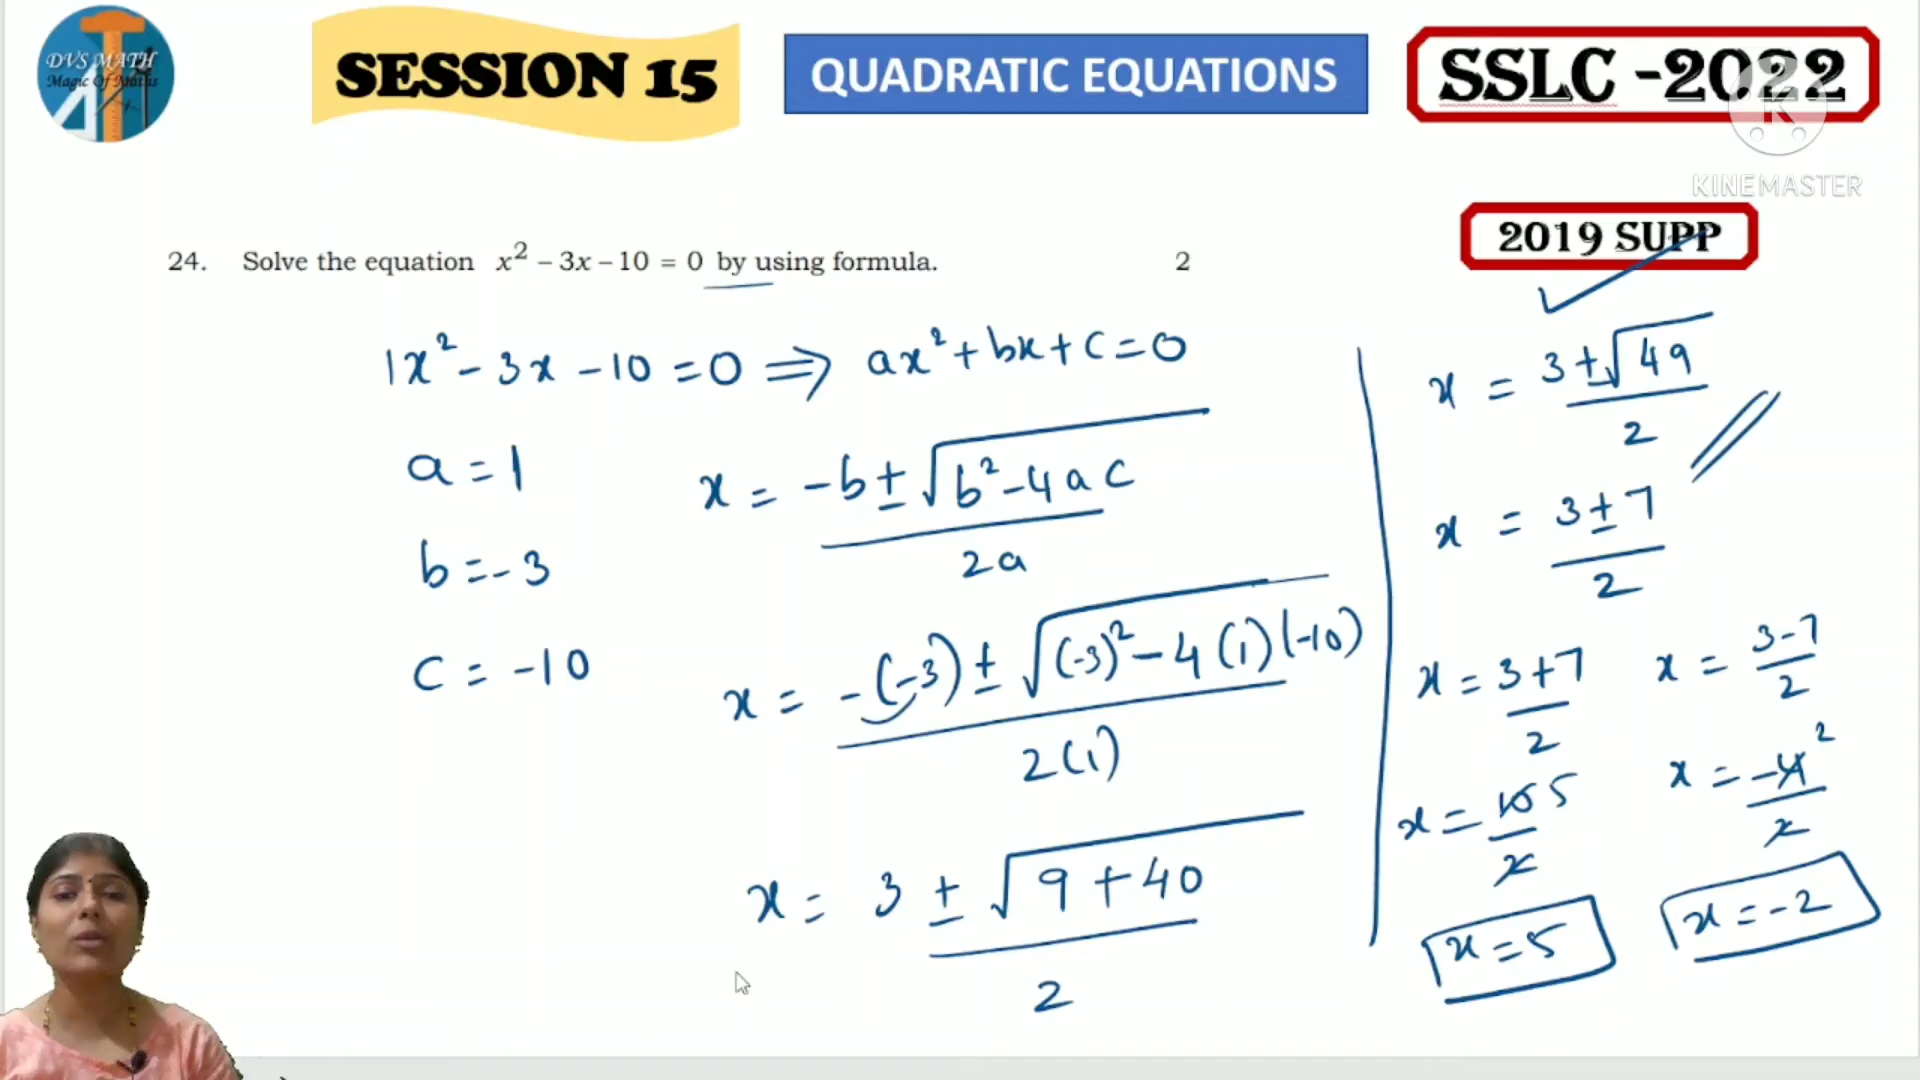 DVS MATH
Magic Of Maths
SESSION 15
QUADRATIC EQUATIONS
SSLC -2022
KINEMASTER
2019 SUPP
24. Solve the equation x² – 3x – 10 = 0 by using formula. 2
1x² - 3x - 10 = 0 ⇒ ax² + bx + c = 0
a = 1
b = -3
c = -10
x = -b ± √(b² - 4ac) / 2a
x = -(-3) ± √((-3)² - 4(1)(-10)) / 2(1)
x = 3 ± √(9 + 40) / 2
x = 3 ± √49 / 2
x = 3 ± 7 / 2
x = 3 + 7 / 2
x = 3 - 7 / 2
x = 10 5 / 2
x = -4 2 / 2
x = 5
x = -2